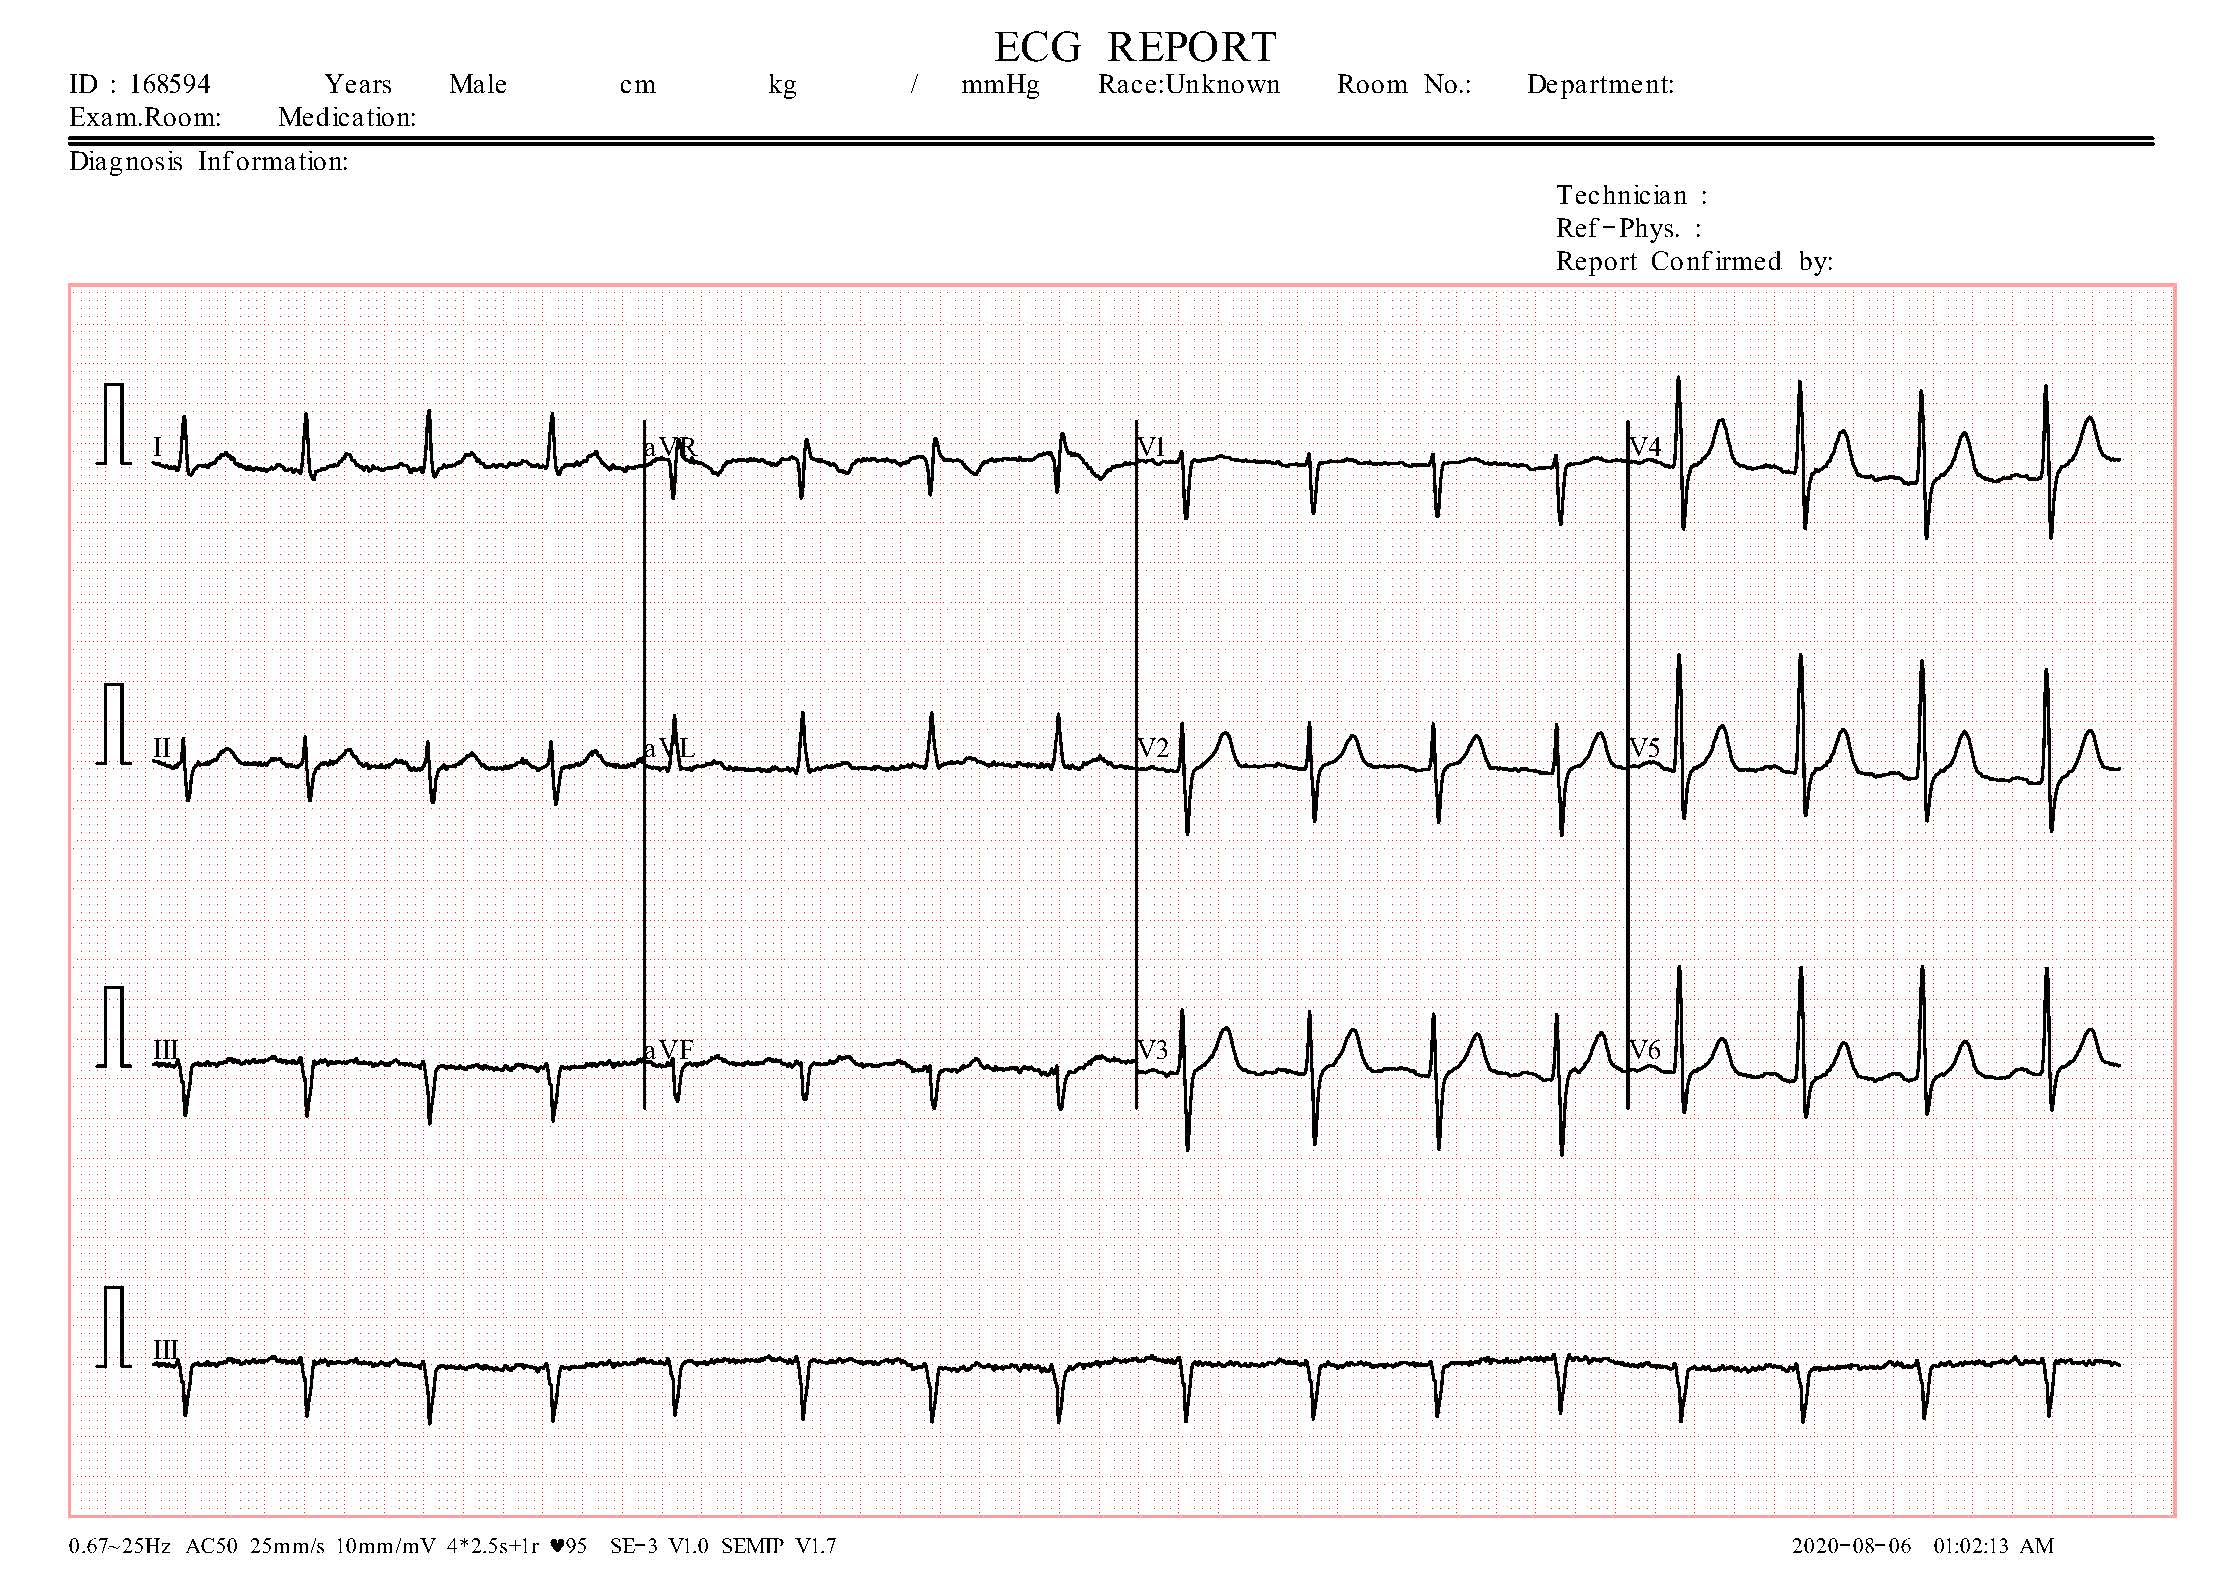 ECG REPORT
ID : 168594 Years Male cm kg / mmHg Race:Unknown Room No.: Department:
Exam.Room: Medication:
Diagnosis Information:
Technician :
Ref-Phys. :
Report Confirmed by:
I aVR V1 V4
II aVL V2 V5
III aVF V3 V6
III
0.67~25Hz AC50 25mm/s 10mm/mV 4*2.5s+1r ♥95 SE-3 V1.0 SEMIP V1.7 2020-08-06 01:02:13 AM